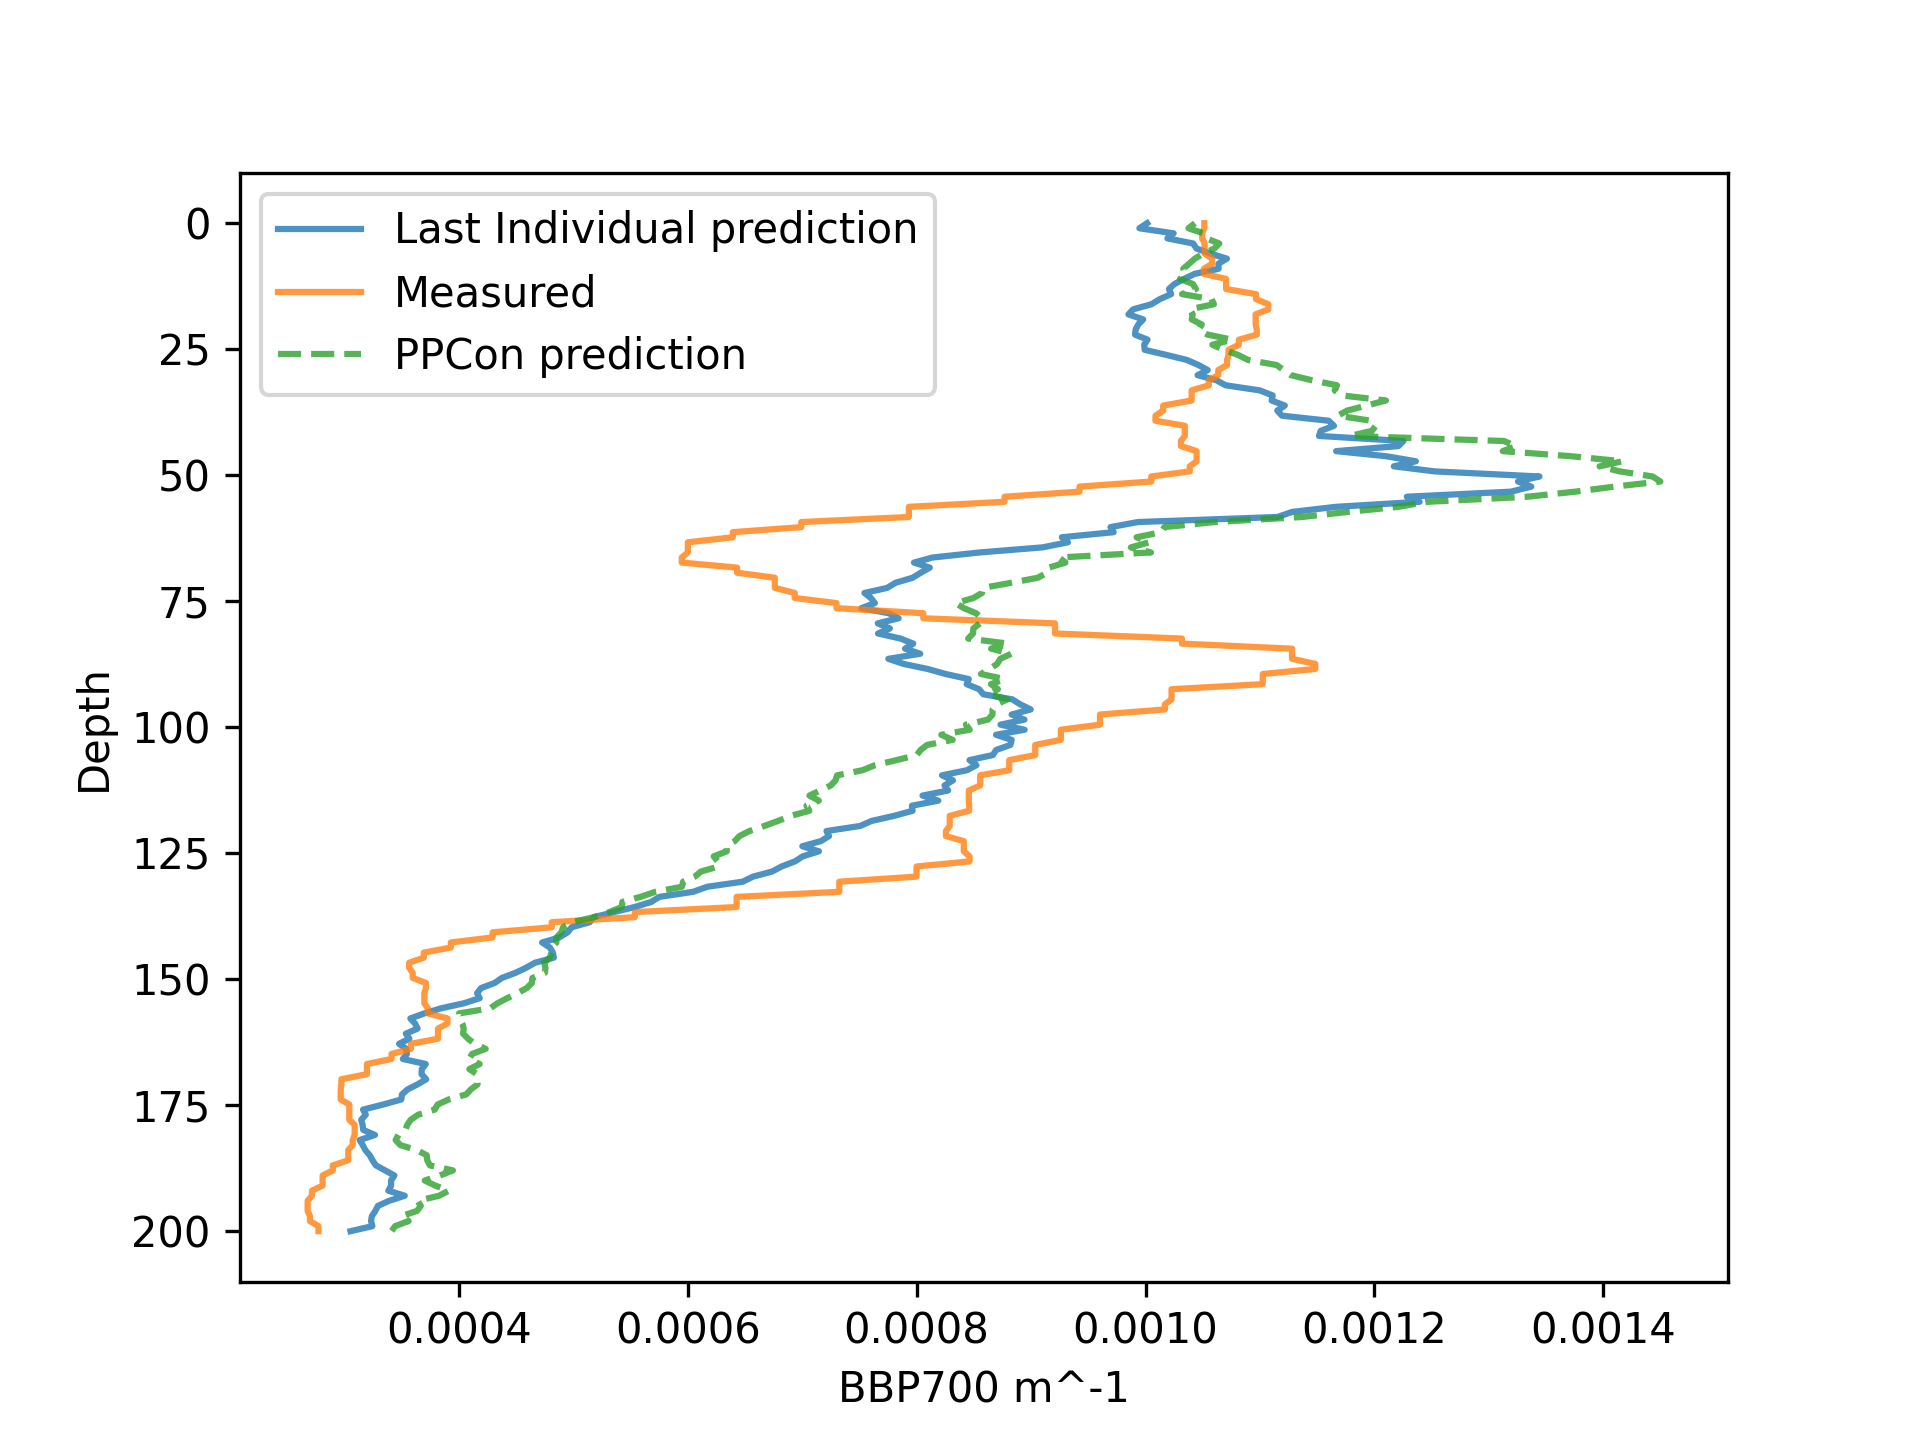 Last Individual prediction
Measured
PPCon prediction
0
25
50
75
100
125
150
175
200
Depth
0.0004 0.0006 0.0008 0.0010 0.0012 0.0014
BBP700 m^-1